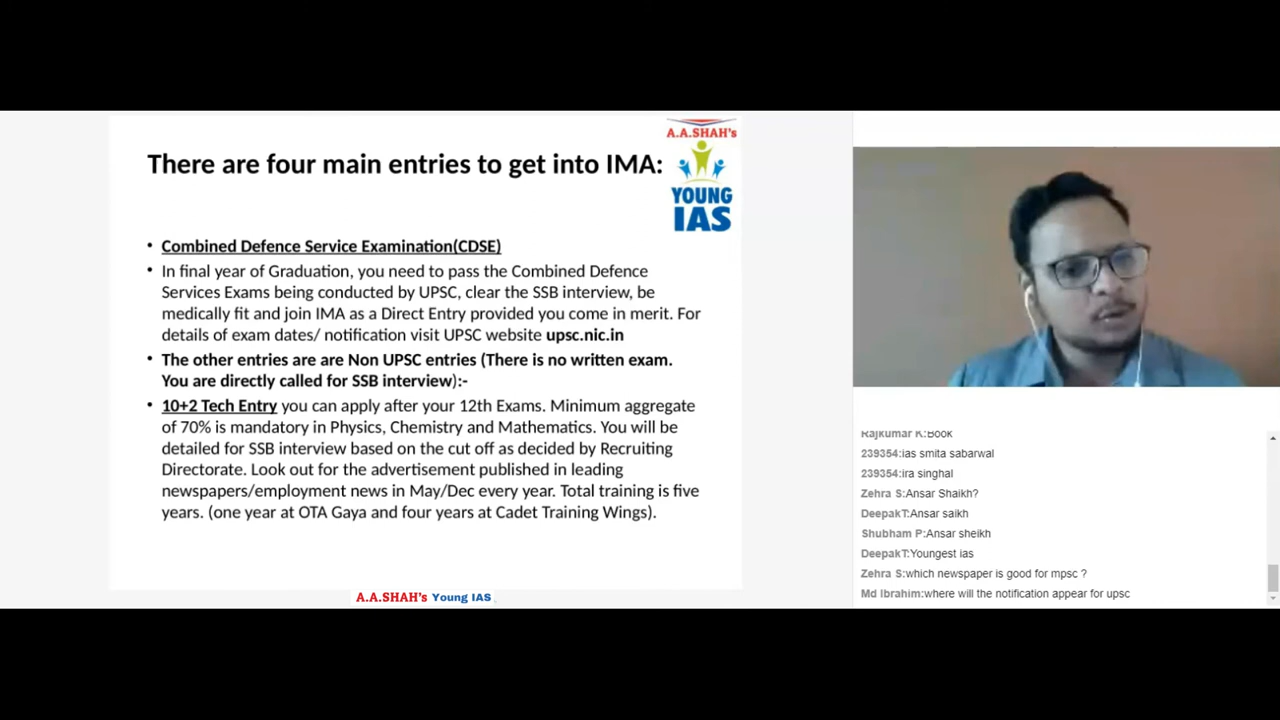 A.A.SHAH's
YOUNG
IAS
There are four main entries to get into IMA:
• Combined Defence Service Examination(CDSE)
• In final year of Graduation, you need to pass the Combined Defence
Services Exams being conducted by UPSC, clear the SSB interview, be
medically fit and join IMA as a Direct Entry provided you come in merit. For
details of exam dates/ notification visit UPSC website upsc.nic.in
• The other entries are are Non UPSC entries (There is no written exam.
You are directly called for SSB interview):-
• 10+2 Tech Entry you can apply after your 12th Exams. Minimum aggregate
of 70% is mandatory in Physics, Chemistry and Mathematics. You will be
detailed for SSB interview based on the cut off as decided by Recruiting
Directorate. Look out for the advertisement published in leading
newspapers/employment news in May/Dec every year. Total training is five
years. (one year at OTA Gaya and four years at Cadet Training Wings).
A.A.SHAH's Young IAS
Rajkumar K:Book
239354:ias smita sabarwal
239354:ira singhal
Zehra S:Ansar Shaikh?
DeepakT:Ansar saikh
Shubham P:Ansar sheikh
DeepakT:Youngest ias
Zehra S:which newspaper is good for mpsc ?
Md Ibrahim:where will the notification appear for upsc